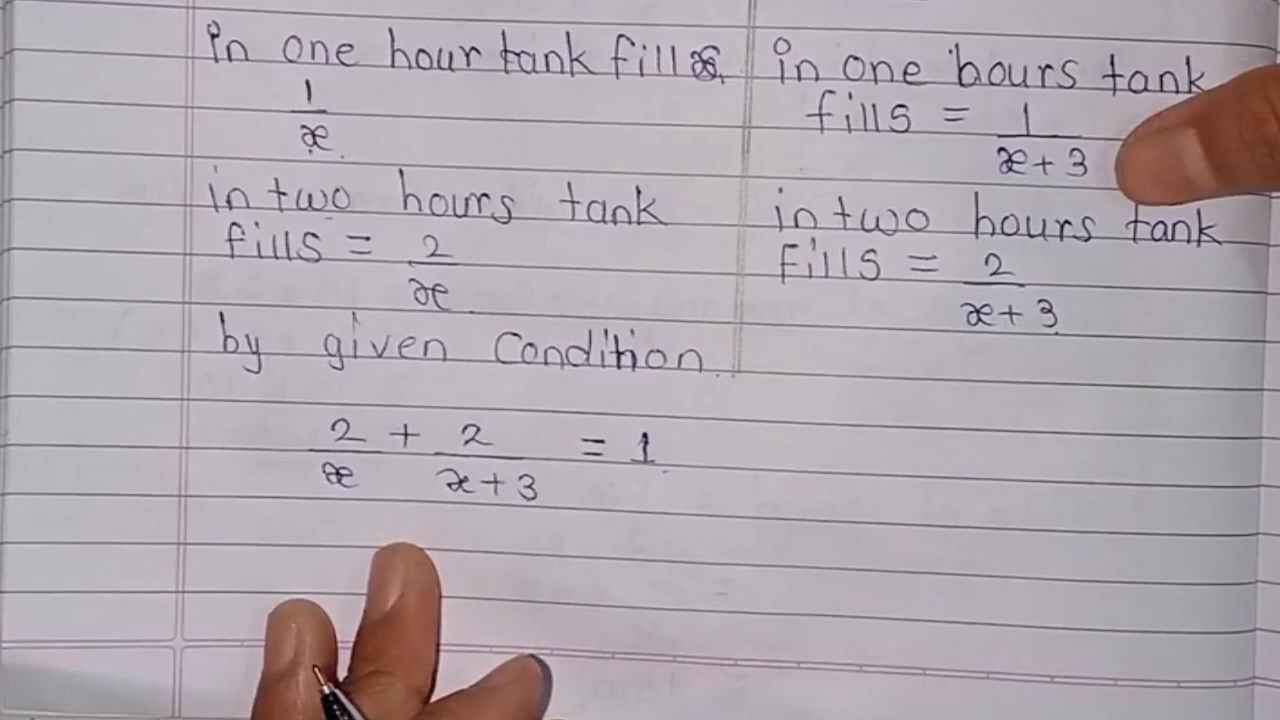 in one hour tank fills.
1
x
in two hours tank
fills = 2
x
by given condition.
in one hours tank
fills = 1
x+3
in two hours tank
fills = 2
x+3
2 + 2 = 1
x x+3